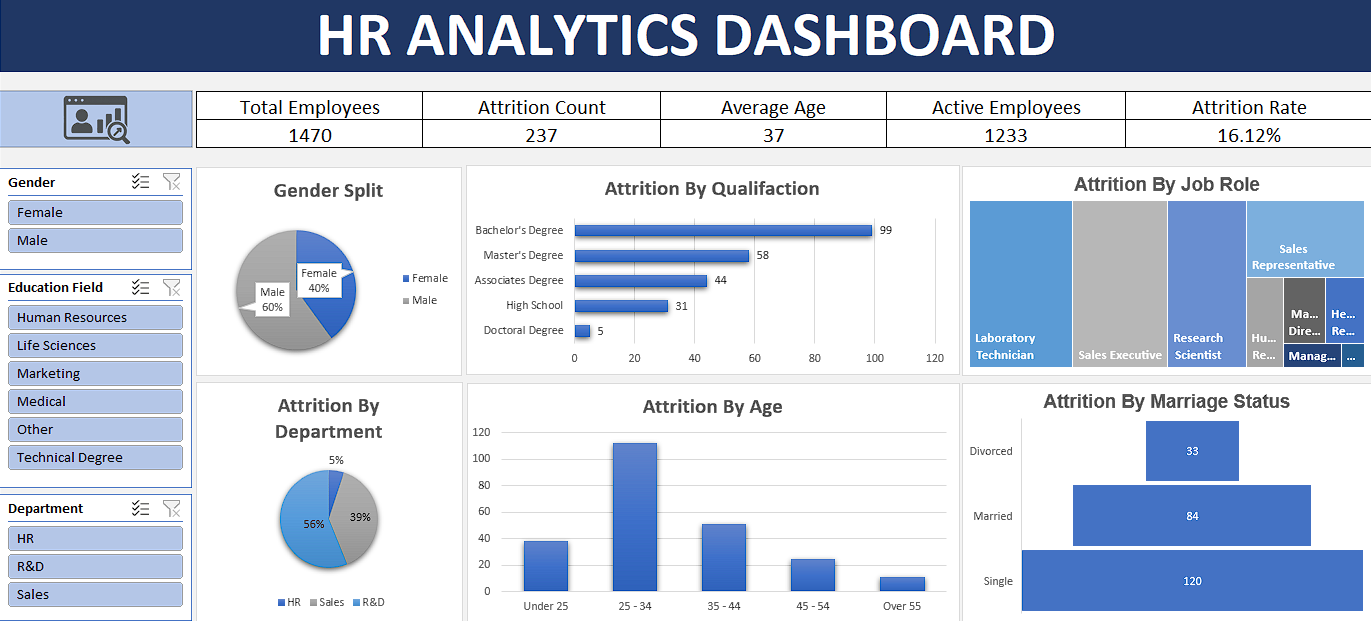 HR ANALYTICS DASHBOARD
Total Employees
Attrition Count
Average Age
Active Employees
Attrition Rate
1470
237
37
1233
16.12%
Gender
Female
Male
Education Field
Human Resources
Life Sciences
Marketing
Medical
Other
Technical Degree
Department
HR
R&D
Sales
Gender Split
Female
40%
Male
60%
Female
Male
Attrition By Qualifaction
Bachelor's Degree
99
Master's Degree
58
Associates Degree
44
High School
31
Doctoral Degree
5
0
20
40
60
80
100
120
Attrition By Job Role
Laboratory
Technician
Sales Executive
Research
Scientist
Sales
Representative
Hu...
Re...
Ma...
Dire...
He...
Re...
Manag...
...
Attrition By
Department
5%
39%
56%
HR
Sales
R&D
Attrition By Age
120
100
80
60
40
20
0
Under 25
25 - 34
35 - 44
45 - 54
Over 55
Attrition By Marriage Status
Divorced
33
Married
84
Single
120